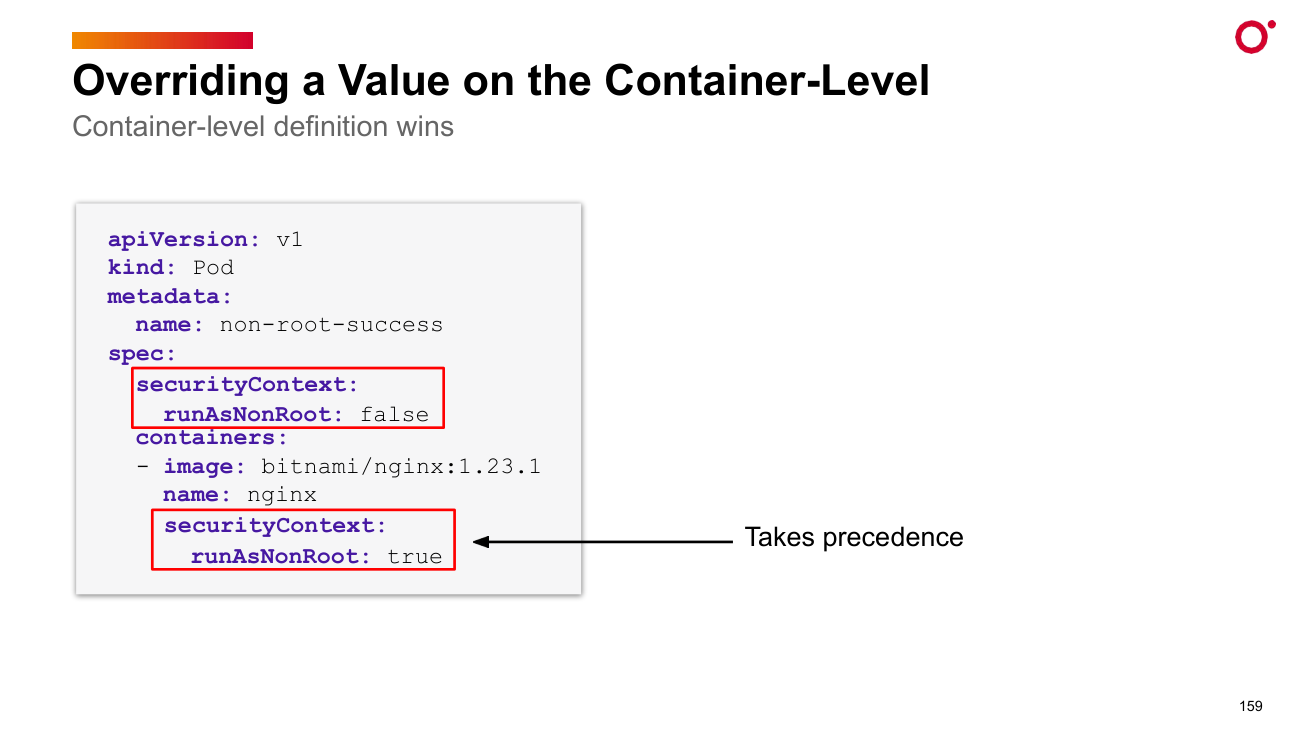 Overriding a Value on the Container-Level
Container-level definition wins
apiVersion: v1
kind: Pod
metadata:
  name: non-root-success
spec:
  securityContext:
    runAsNonRoot: false
  containers:
  - image: bitnami/nginx:1.23.1
    name: nginx
    securityContext:
      runAsNonRoot: true
Takes precedence
159